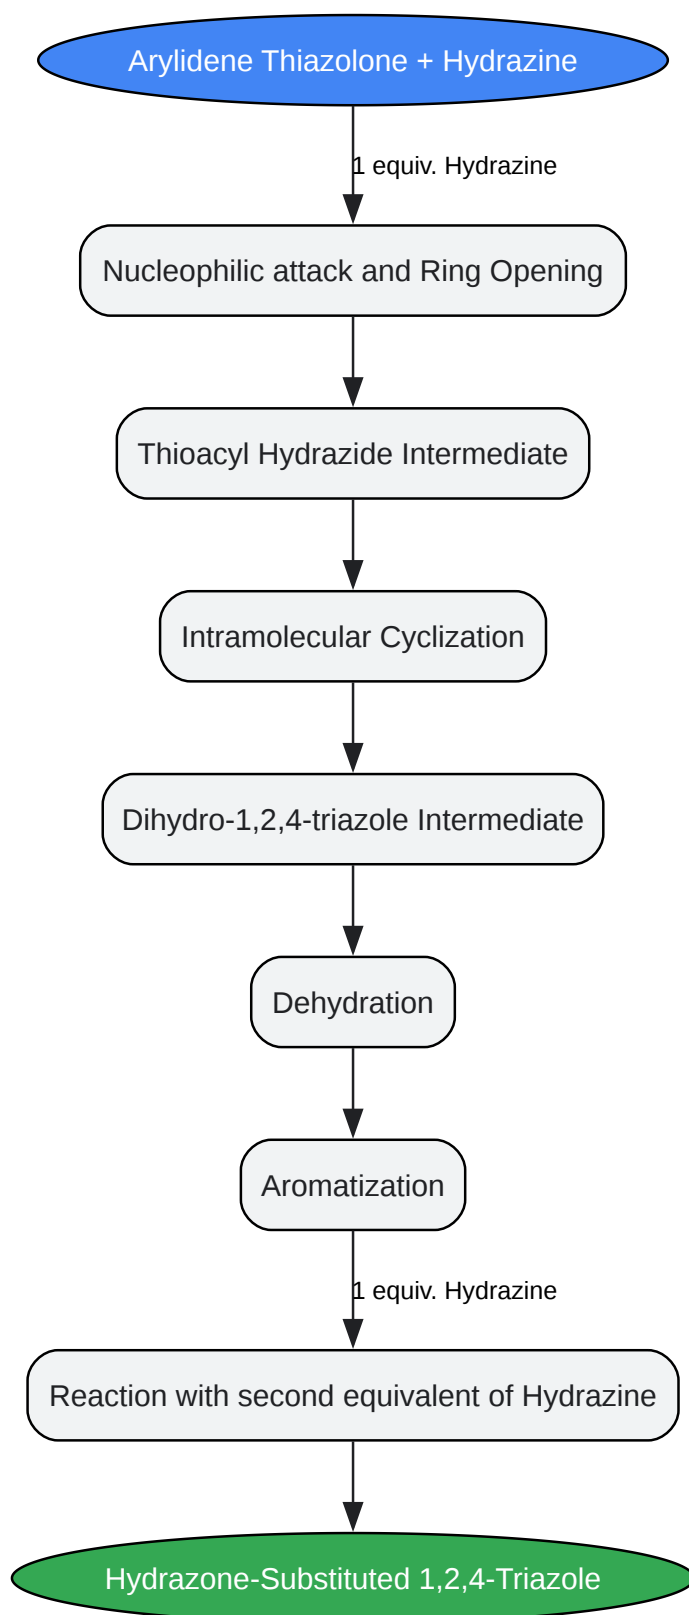 Arylidene Thiazolone + Hydrazine
1 equiv. Hydrazine
Nucleophilic attack and Ring Opening
Thioacyl Hydrazide Intermediate
Intramolecular Cyclization
Dihydro-1,2,4-triazole Intermediate
Dehydration
Aromatization
1 equiv. Hydrazine
Reaction with second equivalent of Hydrazine
Hydrazone-Substituted 1,2,4-Triazole